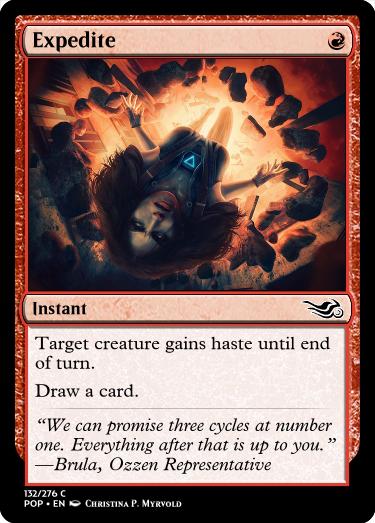 Expedite
Instant
Target creature gains haste until end
of turn.
Draw a card.
“We can promise three cycles at number
one. Everything after that is up to you.”
—Brula, Ozzen Representative
132/276 C
POP • EN Christina P. Myrvold